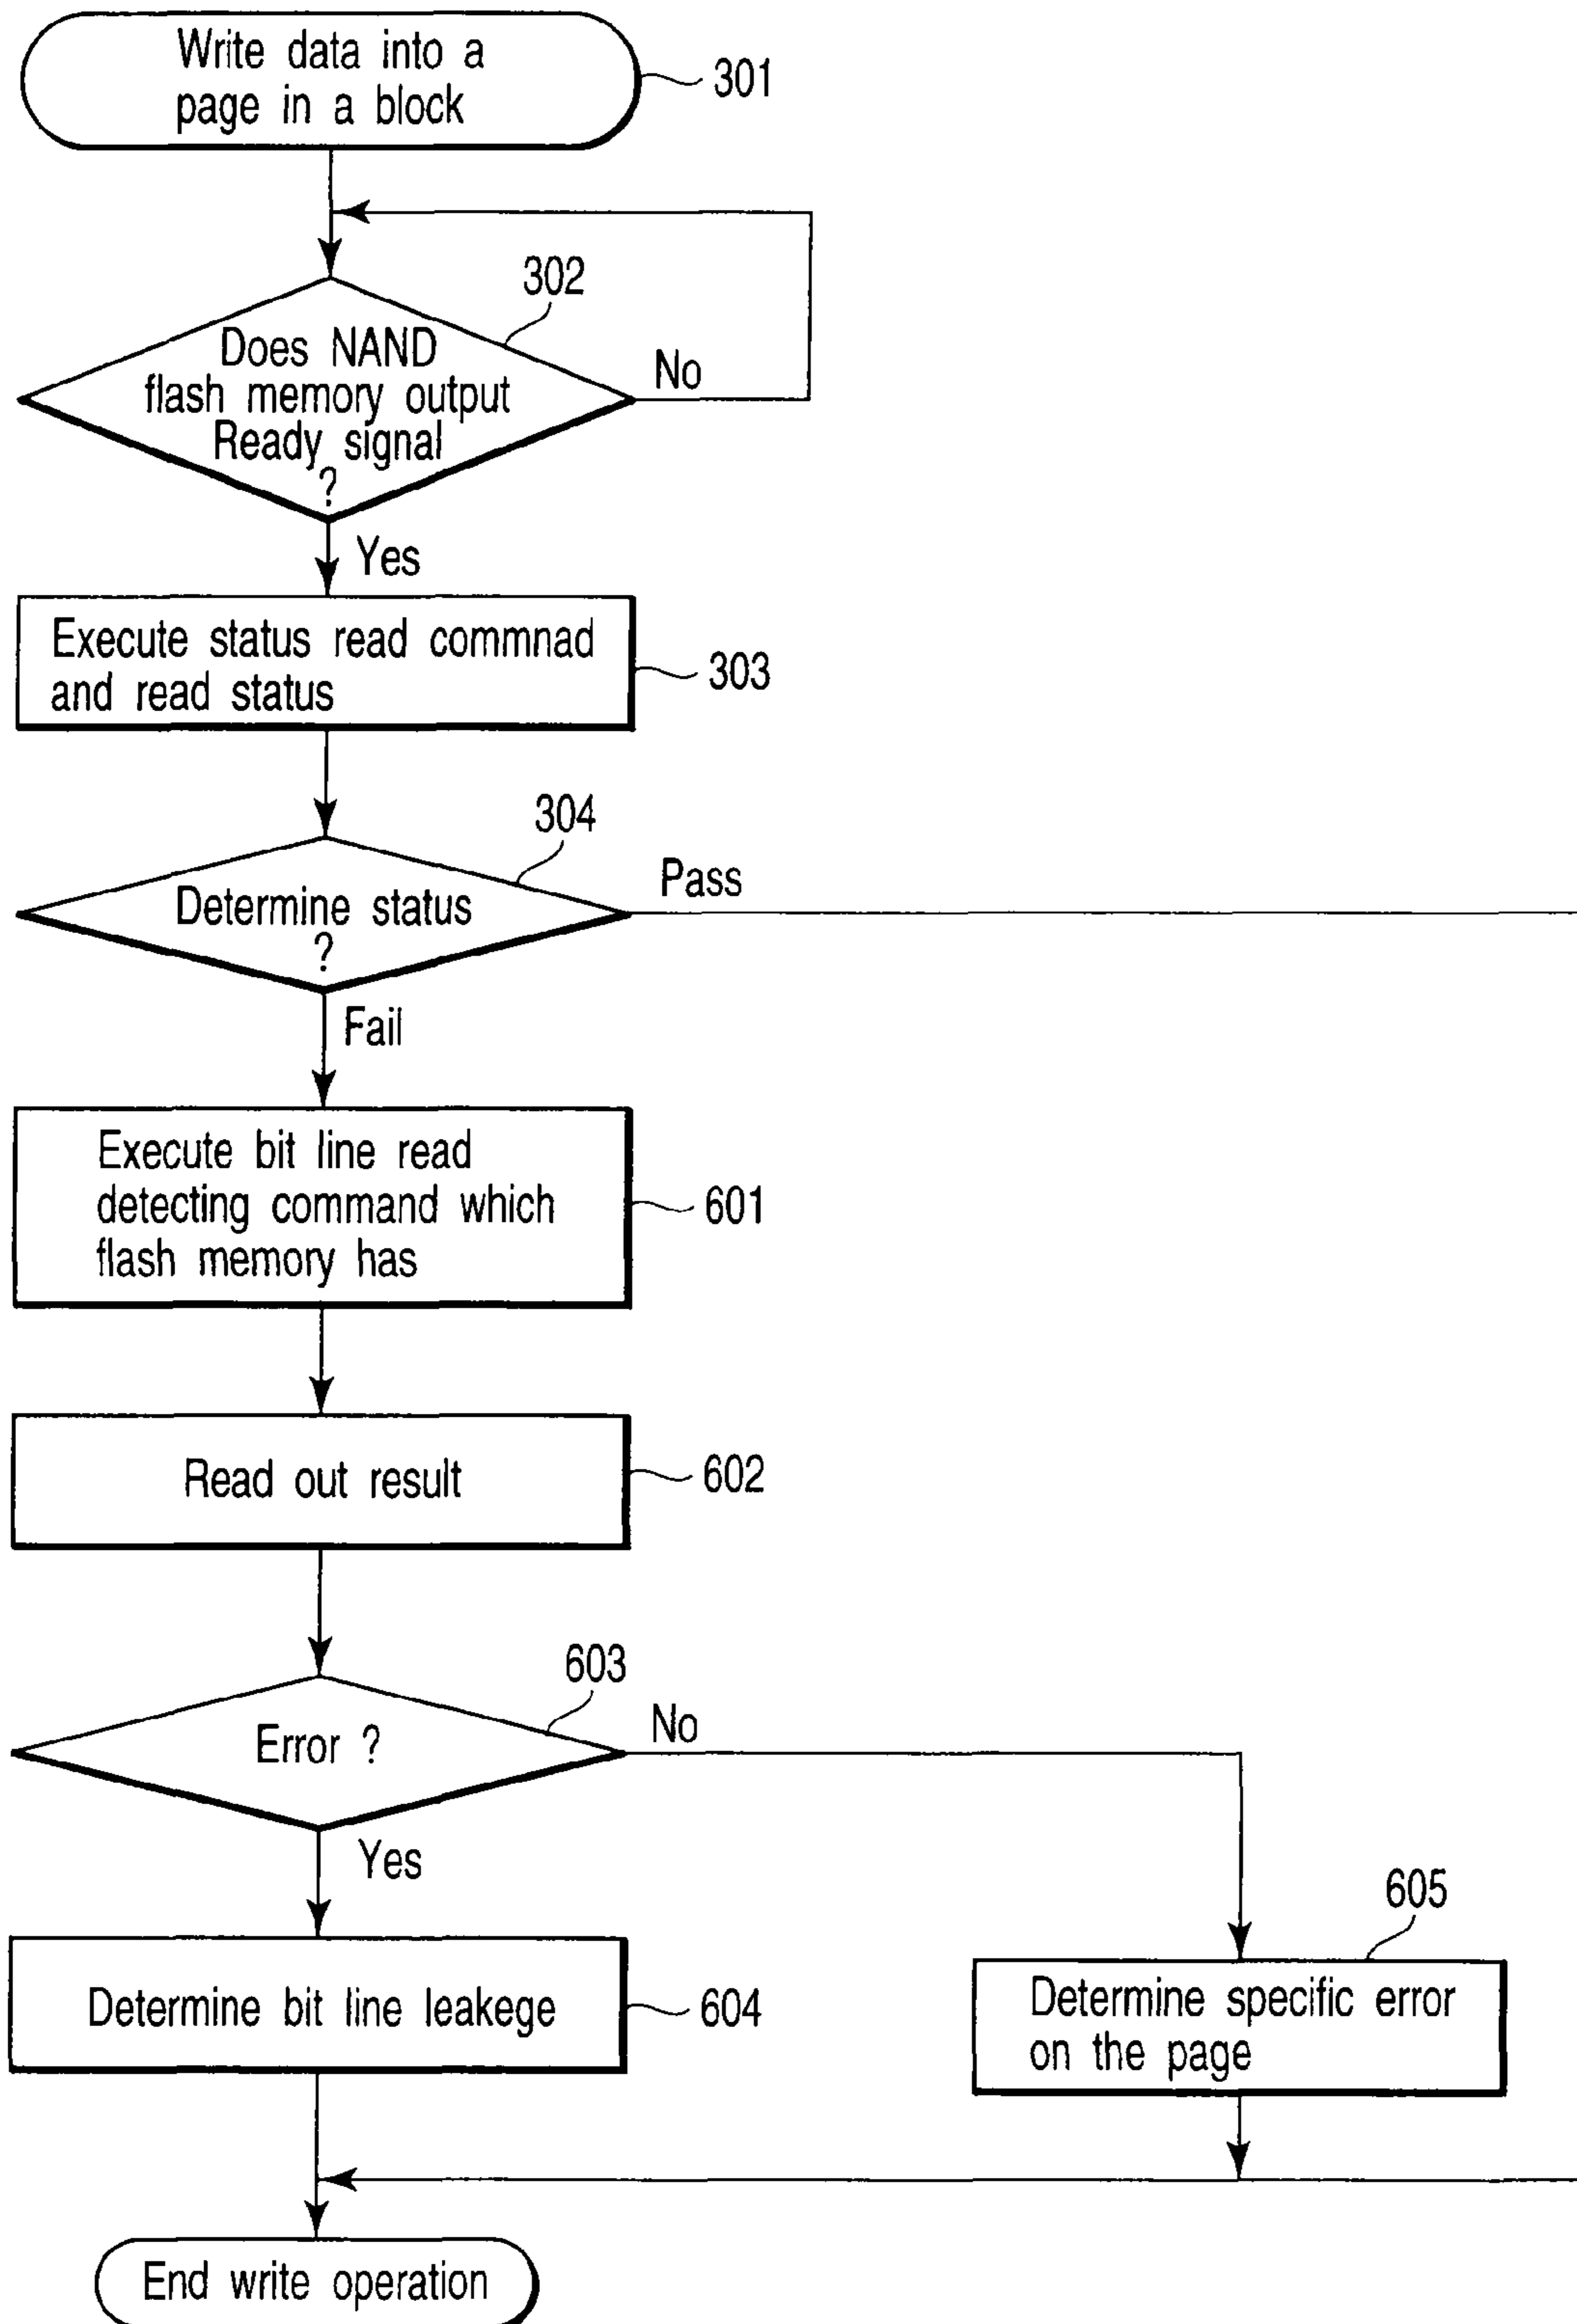 Write data into a
page in a block
301
302
Does NAND
flash memory output
Ready signal
?
No
Yes
Execute status read commnad
and read status
303
304
Determine status
?
Pass
Fail
Execute bit line read
detecting command which
flash memory has
601
Read out result
602
603
Error ?
No
Yes
605
Determine bit line leakege
604
Determine specific error
on the page
End write operation